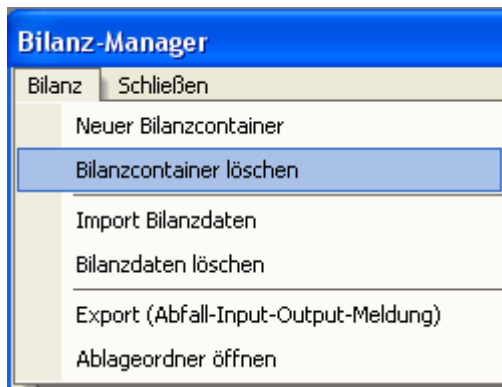 Bilanz-Manager
Bilanz Schließen
Neuer Bilanzcontainer
Bilanzcontainer löschen
Import Bilanzdaten
Bilanzdaten löschen
Export (Abfall-Input-Output-Meldung)
Ablageordner öffnen